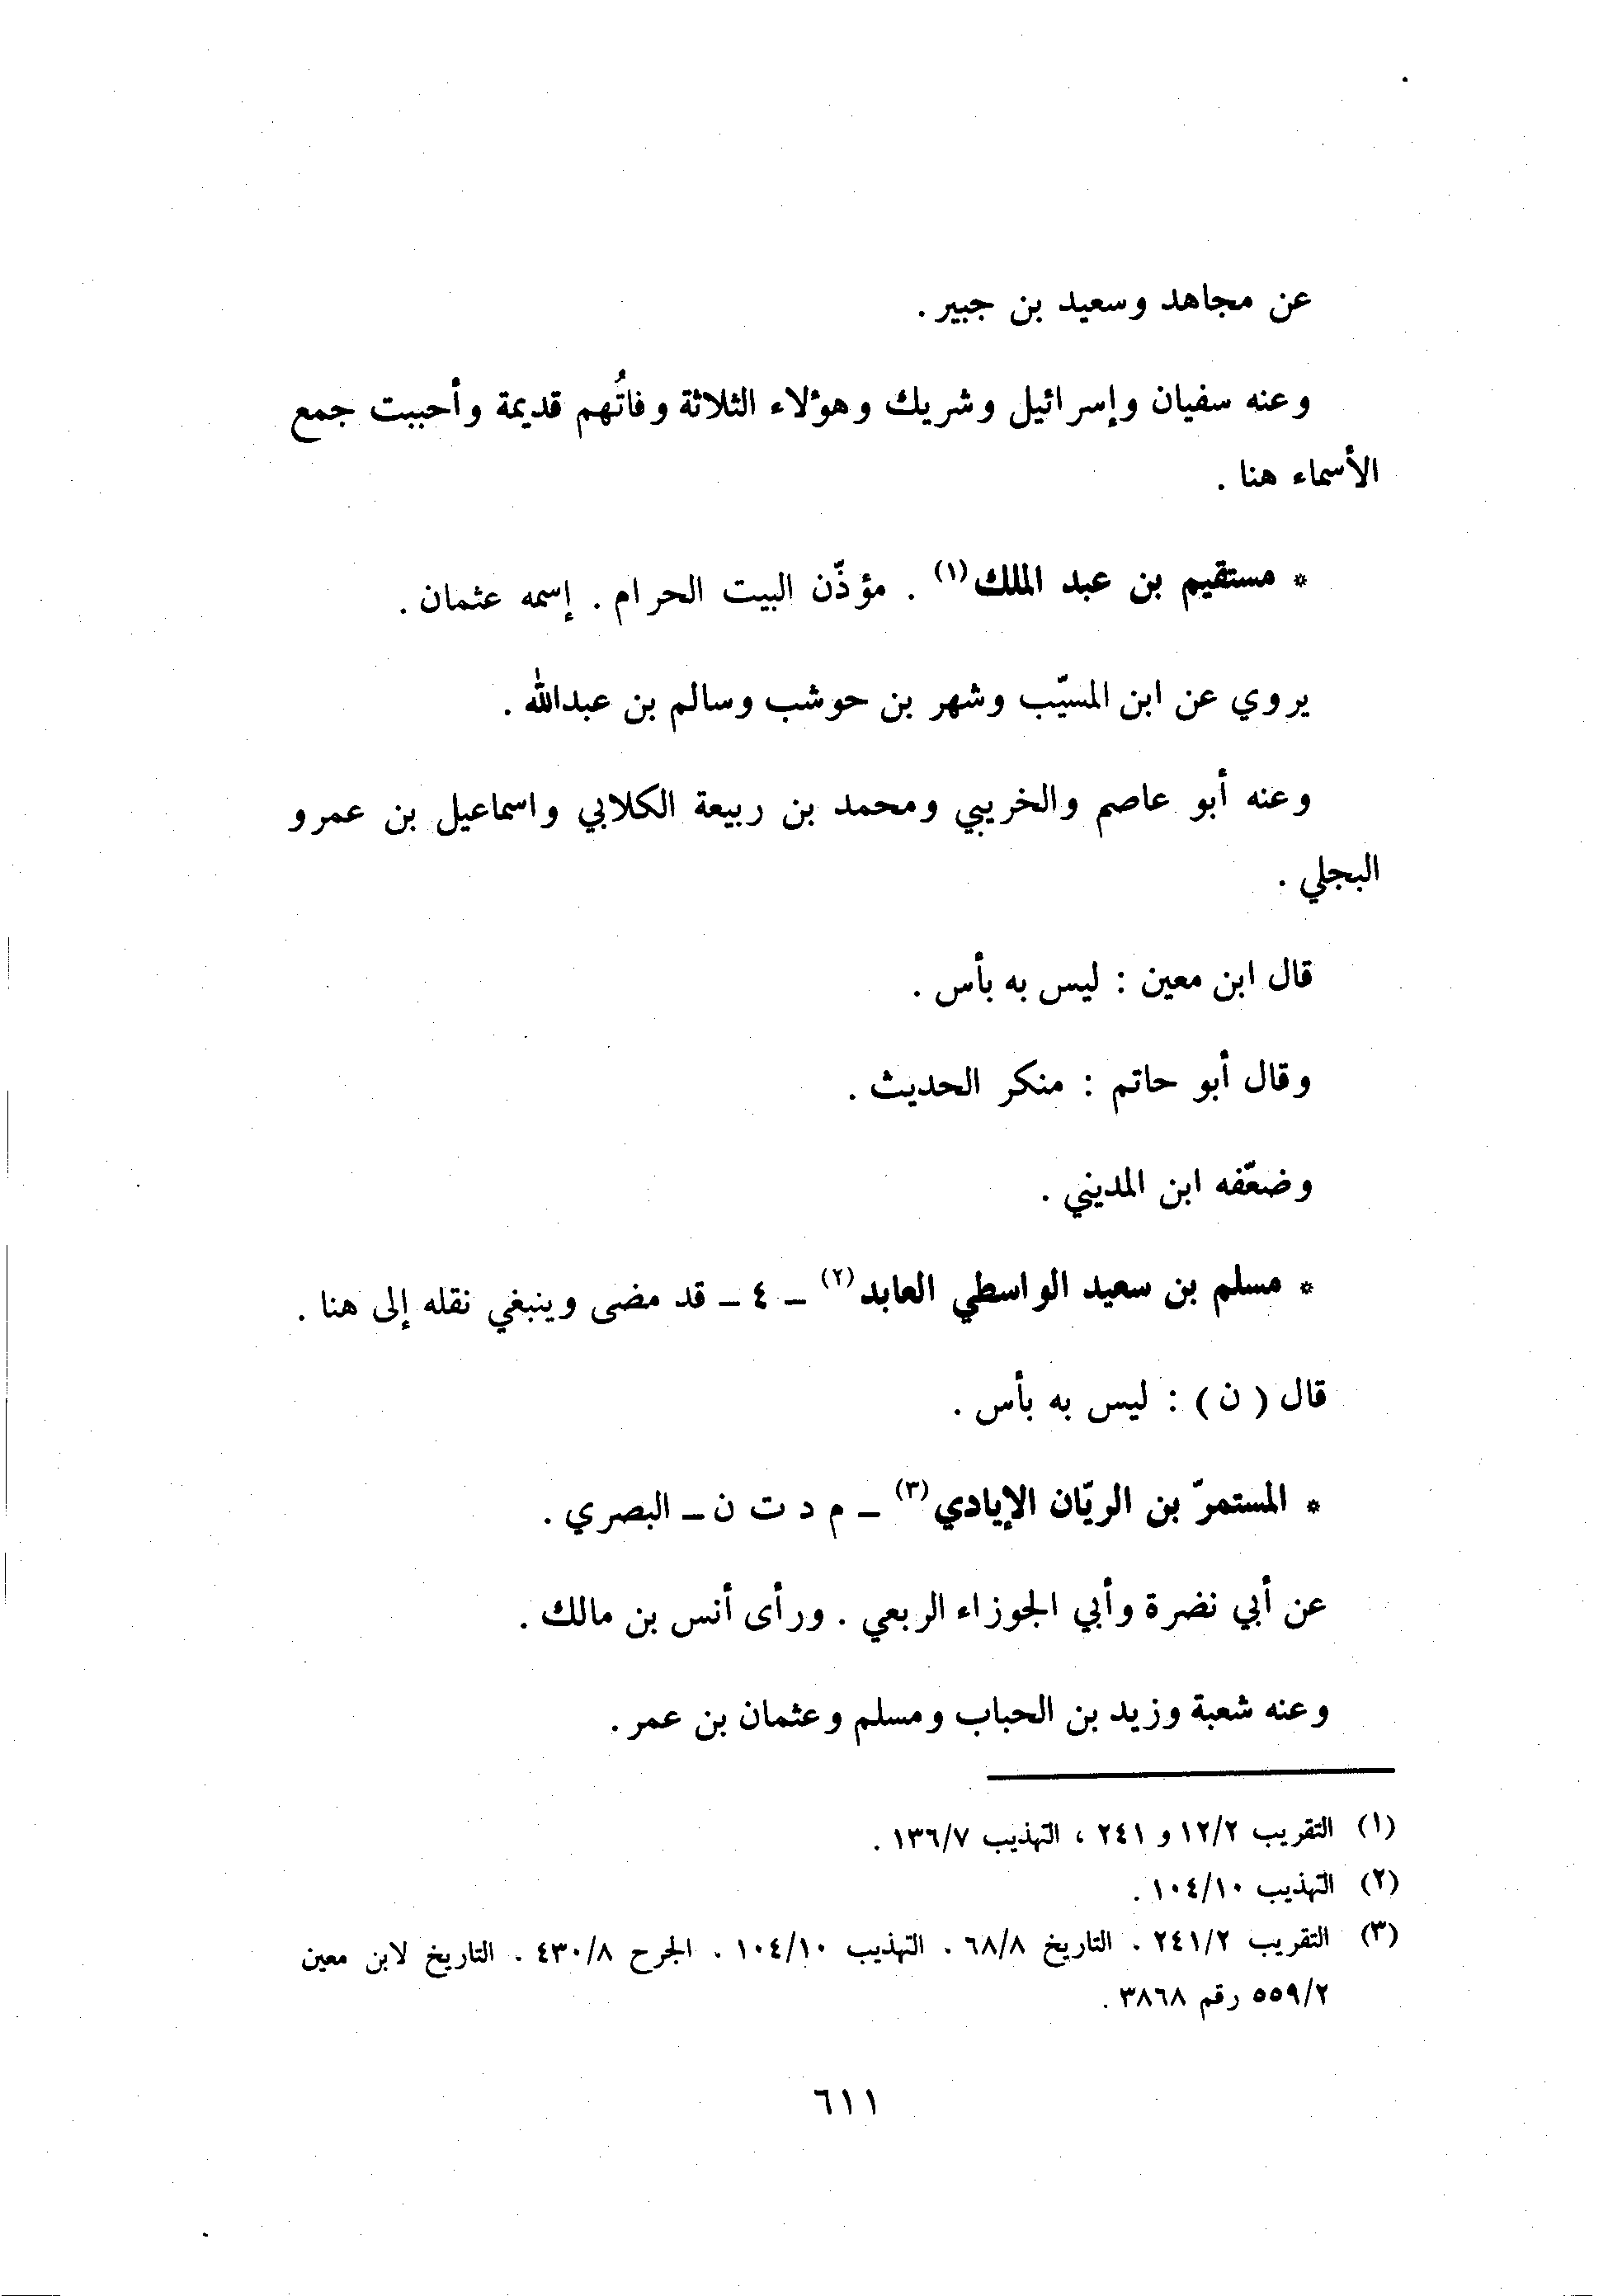 عن مجاهد وسعيد بن جبير .
وعنه سفيان وإسرائيل وشريك وهؤلاء الثلاثة وفاتُهم قديمة وأحببت جمع
الأسماء هنا .
* مستقيم بن عبد الملك (١) . مؤذّن البيت الحرام . إسمه عثمان .
يروي عن ابن المسيّب وشهر بن حوشب وسالم بن عبدالله .
وعنه أبو عاصم والخريبي ومحمد بن ربيعة الكلابي واسماعيل بن عمرو
البجلي .
قال ابن معين : ليس به بأس .
وقال أبو حاتم : منكر الحديث .
وضعّفه ابن المديني .
* مسلم بن سعيد الواسطي العابد (٢) ـ ٤ ـ قد مضى وينبغي نقله إلى هنا .
قال ( ن ) : ليس به بأس .
* المستمرّ بن الريّان الإيادي (٣) ـ م د ت ن ـ البصري .
عن أبي نضرة وأبي الجوزاء الربعي . ورأى أنس بن مالك .
وعنه شعبة وزيد بن الحباب ومسلم وعثمان بن عمر .
(١) التقريب ١٢/٢ و ٢٤١ ، التهذيب ١٣٦/٧ .
(٢) التهذيب ١٠٤/١٠ .
(٣) التقريب ٢٤١/٢ . التاريخ ٦٨/٨ . التهذيب ١٠٤/١٠ . الجرح ٤٣٠/٨ . التاريخ لابن معين
٥٥٩/٢ رقم ٣٨٦٨ .
٦١١